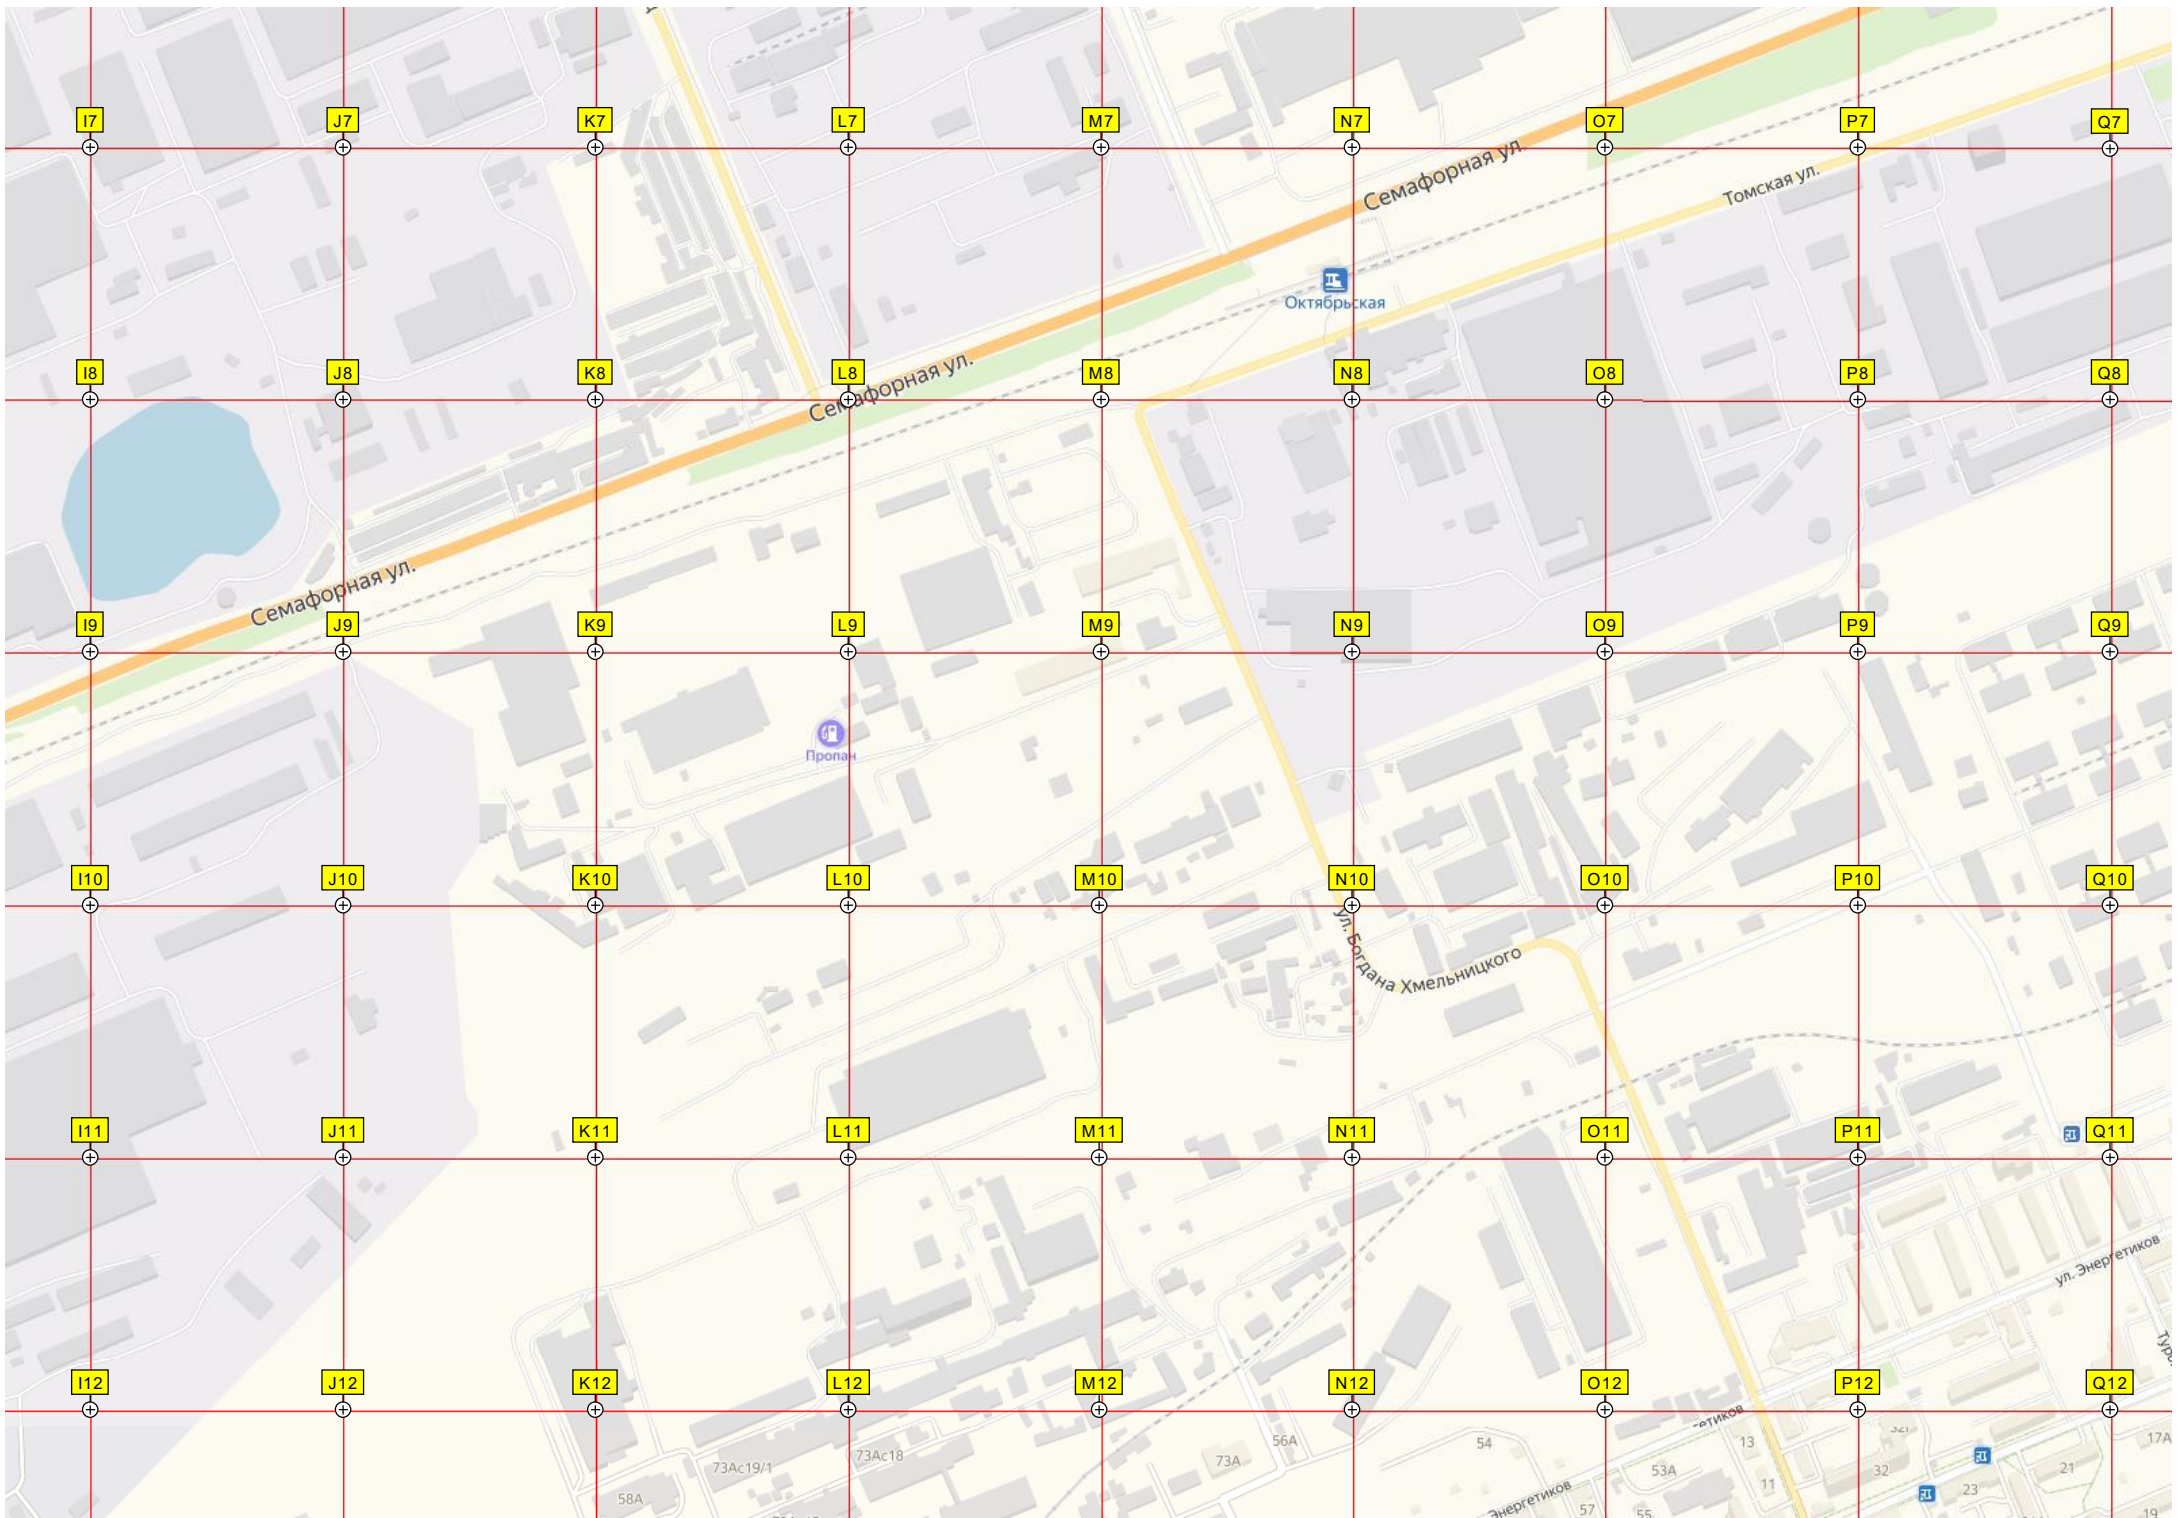 I7 J7 K7 L7 M7 N7 O7 P7 Q7
Семафорная ул.
Томская ул.
Октябрьская
I8 J8 K8 L8 M8 N8 O8 P8 Q8
Семафорная ул.
Семафорная ул.
I9 J9 K9 L9 M9 N9 O9 P9 Q9
Пропан
I10 J10 K10 L10 M10 N10 O10 P10 Q10
ул. Богдана Хмельницкого
I11 J11 K11 L11 M11 N11 O11 P11 Q11
ул. Энергетиков
I12 J12 K12 L12 M12 N12 O12 P12 Q12
етиков
56А
54
13
17А
73Ас19/1
73Ас18
73А
53А
11
32
21
58А
Энергетиков
57
55
23
19